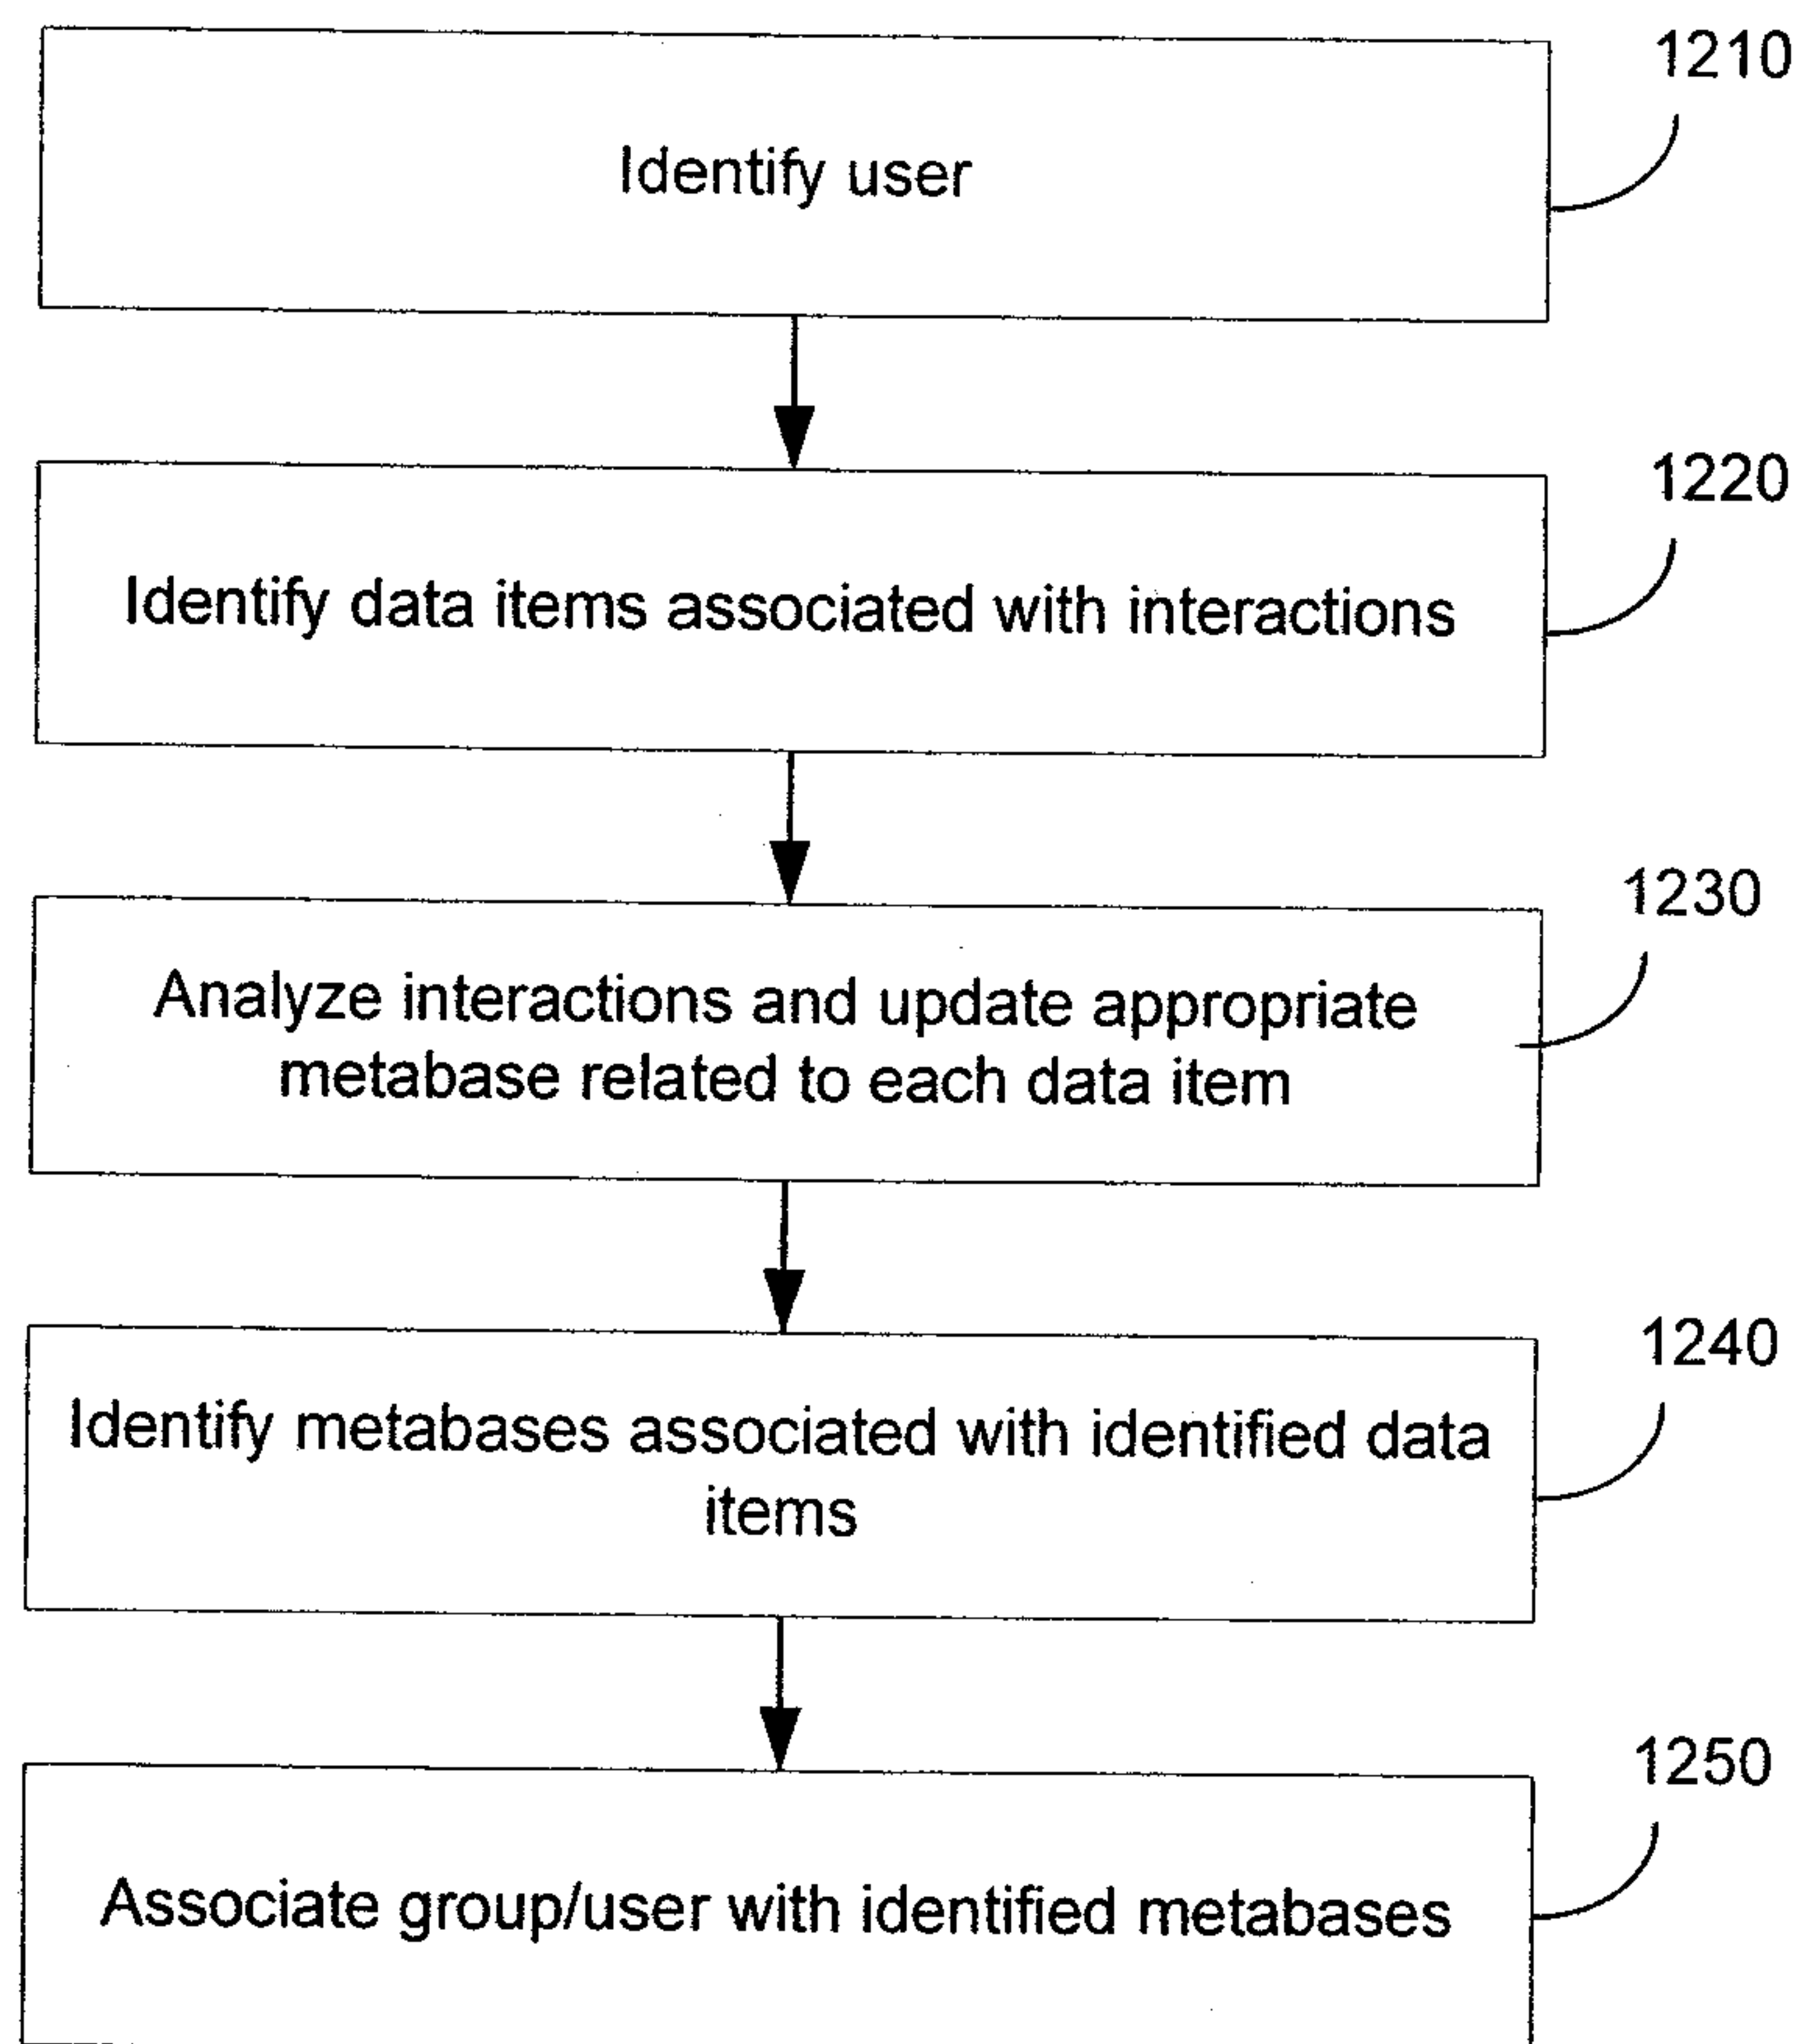 1210
Identify user
1220
Identify data items associated with interactions
1230
Analyze interactions and update appropriate
metabase related to each data item
1240
Identify metabases associated with identified data
items
1250
Associate group/user with identified metabases